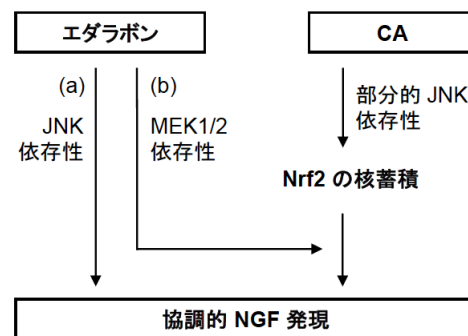 エダラボン
CA
(a)
(b)
JNK
依存性
MEK1/2
依存性
部分的 JNK
依存性
Nrf2 の核蓄積
協調的 NGF 発現